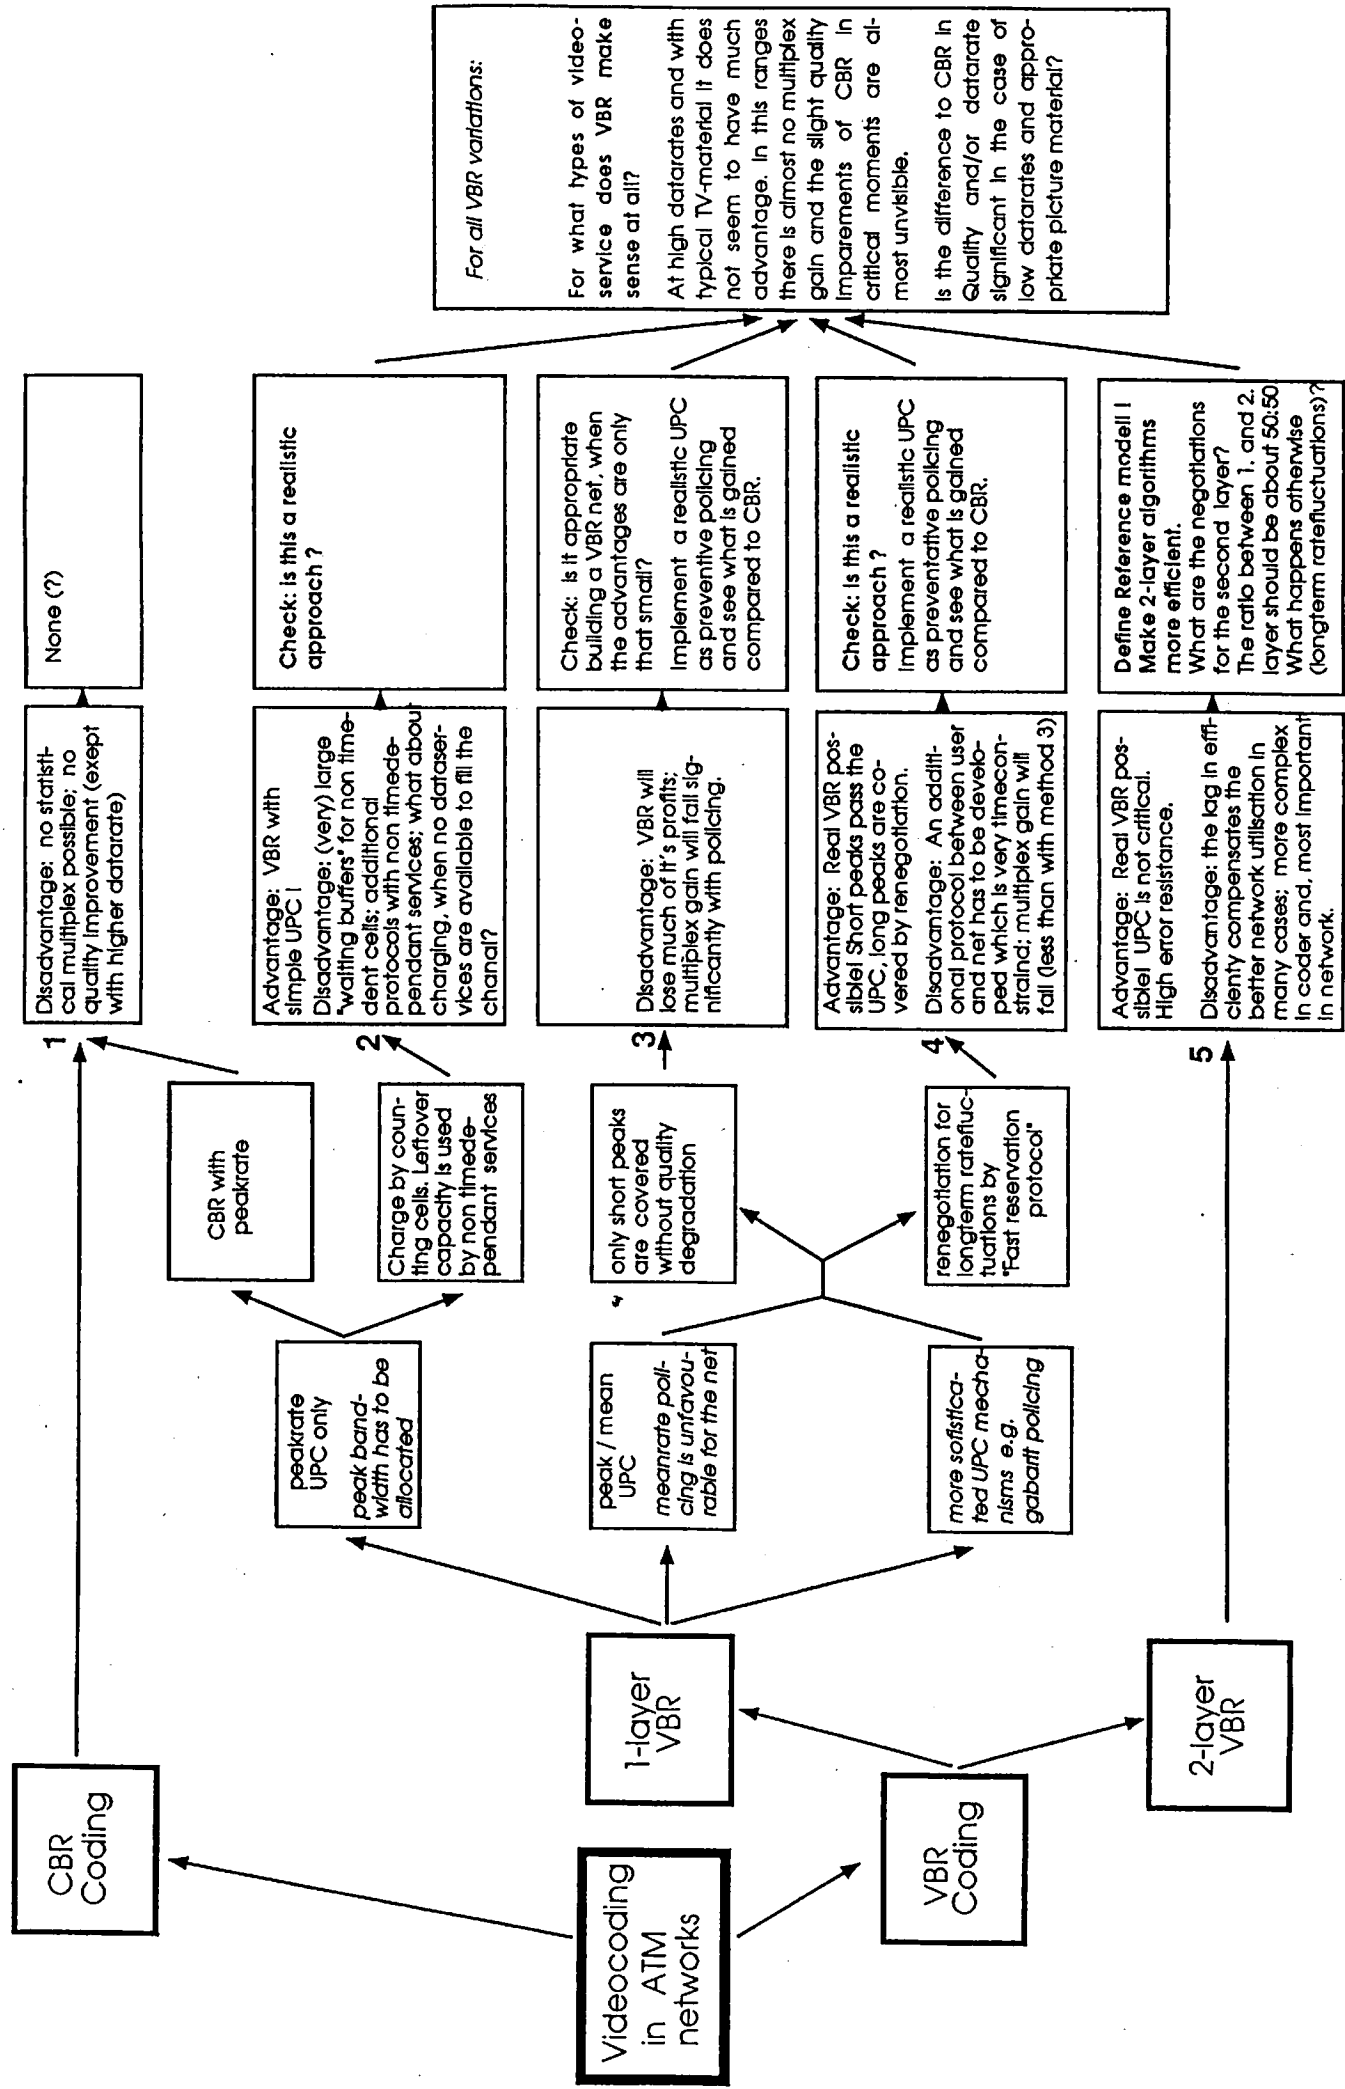 Videocoding
in ATM
networks
CBR
Coding
VBR
Coding
1-layer
VBR
2-layer
VBR
peakrate
UPC only
peak band-
width has to be
allocated
peak / mean
UPC
meanrate poli-
cing is unfavou-
rable for the net
more sofistica-
ted UPC mecha-
nisms e.g.
gabarit policing
CBR with
peakrate
Charge by coun-
ting cells. Leftover
capacity is used
by non timede-
pendant services
only short peaks
are covered
without quality
degradation
renegotiation for
longterm ratefluc-
tuations by
"Fast reservation
protocol"
1
Disadvantage: no statisti-
cal multiplex possible; no
quality improvement (exept
with higher datarate)
2
Advantage: VBR with
simple UPC !
Disadvantage: (very) large
"waiting buffers" for non timede-
dent cells; additional
protocols with non timede-
pendant services; what about
charging, when no dataser-
vices are available to fill the
chanal?
3
Disadvantage: VBR will
lose much of it's profits;
multiplex gain will fall sig-
nificantly with policing.
4
Advantage: Real VBR pos-
sible! Short peaks pass the
UPC, long peaks are co-
vered by renegotiation.
Disadvantage: An additi-
onal protocol between user
and net has to be develo-
ped which is very timecon-
straind; multiplex gain will
fall (less than with method 3)
5
Advantage: Real VBR pos-
sible! UPC is not critical.
High error resistance.
Disadvantage: the lag in effi-
cienty compensates the
better network utilisation in
many cases; more complex
in coder and, most important
in network.
None (?)
Check: is this a realistic
approach ?
Check: Is it appropriate
building a VBR net, when
the advantages are only
that small?
Implement a realistic UPC
as preventive policing
and see what is gained
compared to CBR.
Check: Is this a realistic
approach ?
Implement a realistic UPC
as preventative policing
and see what is gained
compared to CBR.
Define Reference modell !
Make 2-layer algorithms
more efficient.
What are the negotiations
for the second layer?
The ratio between 1. and 2.
layer should be about 50:50
What happens otherwise
(longterm ratefluctuations)?
For all VBR variations:
For what types of video-
service does VBR make
sense at all?
At high datarates and with
typical TV-material it does
not seem to have much
advantage. In this ranges
there is almost no multiplex
gain and the slight quality
imparements of CBR in
critical moments are al-
most unvisible.
Is the difference to CBR in
Quality and/or datarate
significant in the case of
low datarates and appro-
priate picture material?